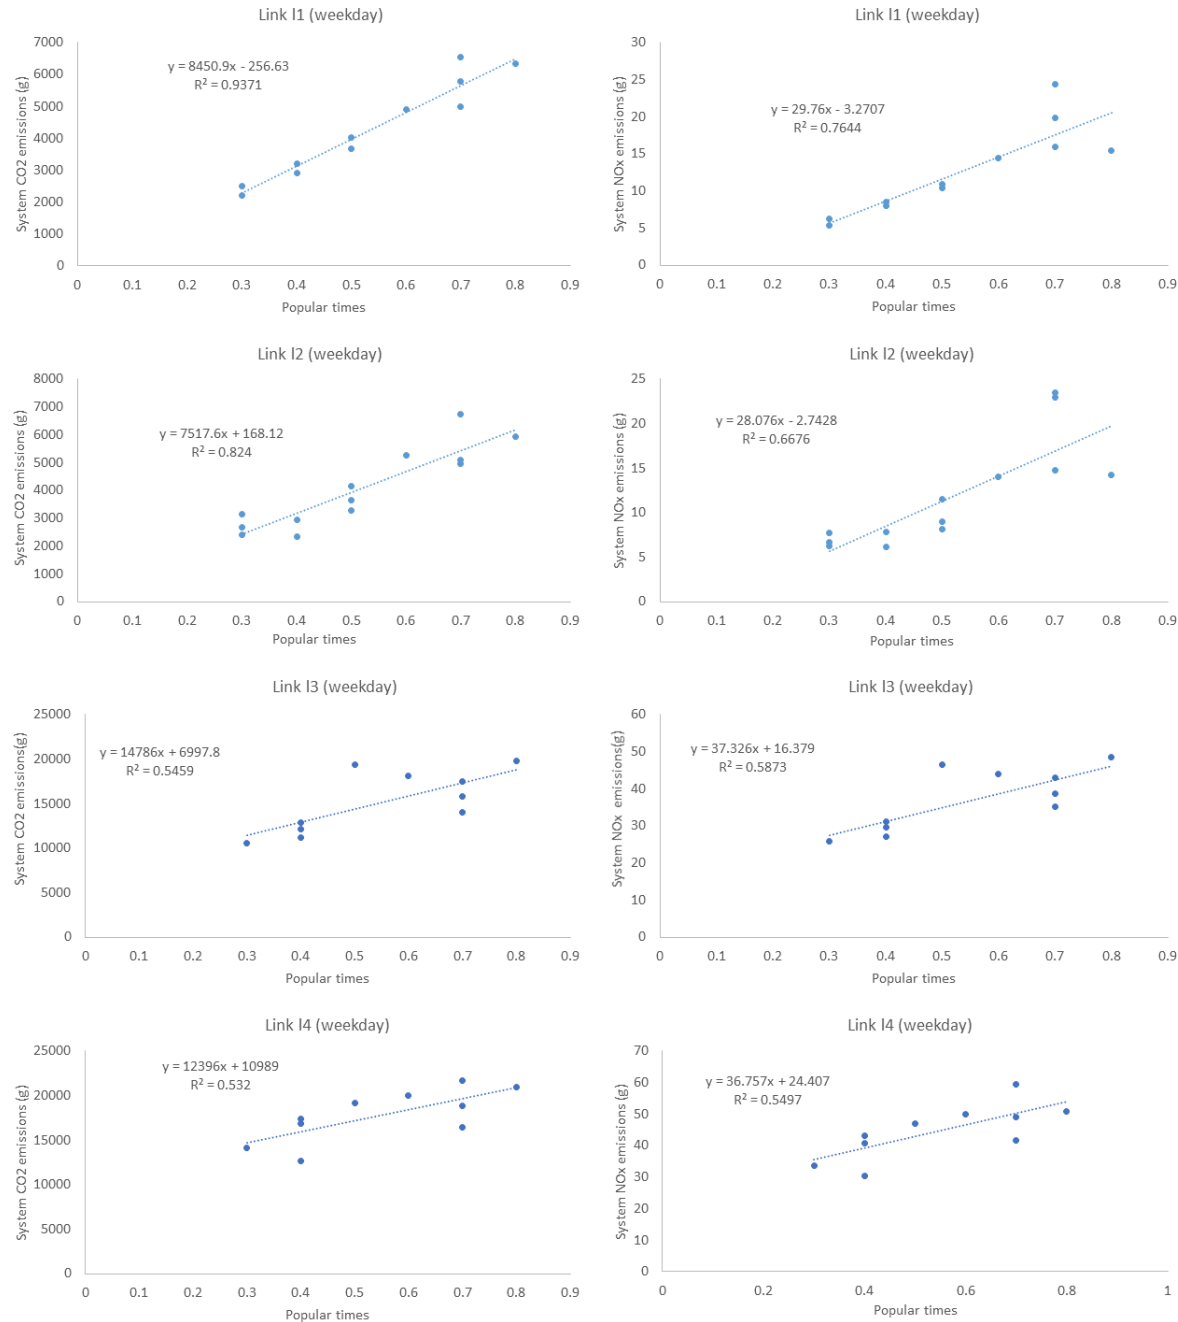 Link l1 (weekday)
y = 8450.9x - 256.63
R² = 0.9371
System CO2 emissions (g)
7000
6000
5000
4000
3000
2000
1000
0
0 0.1 0.2 0.3 0.4 0.5 0.6 0.7 0.8 0.9
Popular times
Link l1 (weekday)
y = 29.76x - 3.2707
R² = 0.7644
System NOx emissions (g)
30
25
20
15
10
5
0
0 0.1 0.2 0.3 0.4 0.5 0.6 0.7 0.8 0.9
Popular times
Link l2 (weekday)
y = 7517.6x + 168.12
R² = 0.824
System CO2 emissions (g)
8000
7000
6000
5000
4000
3000
2000
1000
0
0 0.1 0.2 0.3 0.4 0.5 0.6 0.7 0.8 0.9
Popular times
Link l2 (weekday)
y = 28.076x - 2.7428
R² = 0.6676
System NOx emissions (g)
25
20
15
10
5
0
0 0.1 0.2 0.3 0.4 0.5 0.6 0.7 0.8 0.9
Popular times
Link l3 (weekday)
y = 14786x + 6997.8
R² = 0.5459
System CO2 emissions(g)
25000
20000
15000
10000
5000
0
0 0.1 0.2 0.3 0.4 0.5 0.6 0.7 0.8 0.9
Popular times
Link l3 (weekday)
y = 37.326x + 16.379
R² = 0.5873
System NOx emissions(g)
60
50
40
30
20
10
0
0 0.1 0.2 0.3 0.4 0.5 0.6 0.7 0.8 0.9
Popular times
Link l4 (weekday)
y = 12396x + 10989
R² = 0.532
System CO2 emissions (g)
25000
20000
15000
10000
5000
0
0 0.1 0.2 0.3 0.4 0.5 0.6 0.7 0.8 0.9
Popular times
Link l4 (weekday)
y = 36.757x + 24.407
R² = 0.5497
System NOx emissions (g)
70
60
50
40
30
20
10
0
0 0.2 0.4 0.6 0.8 1
Popular times